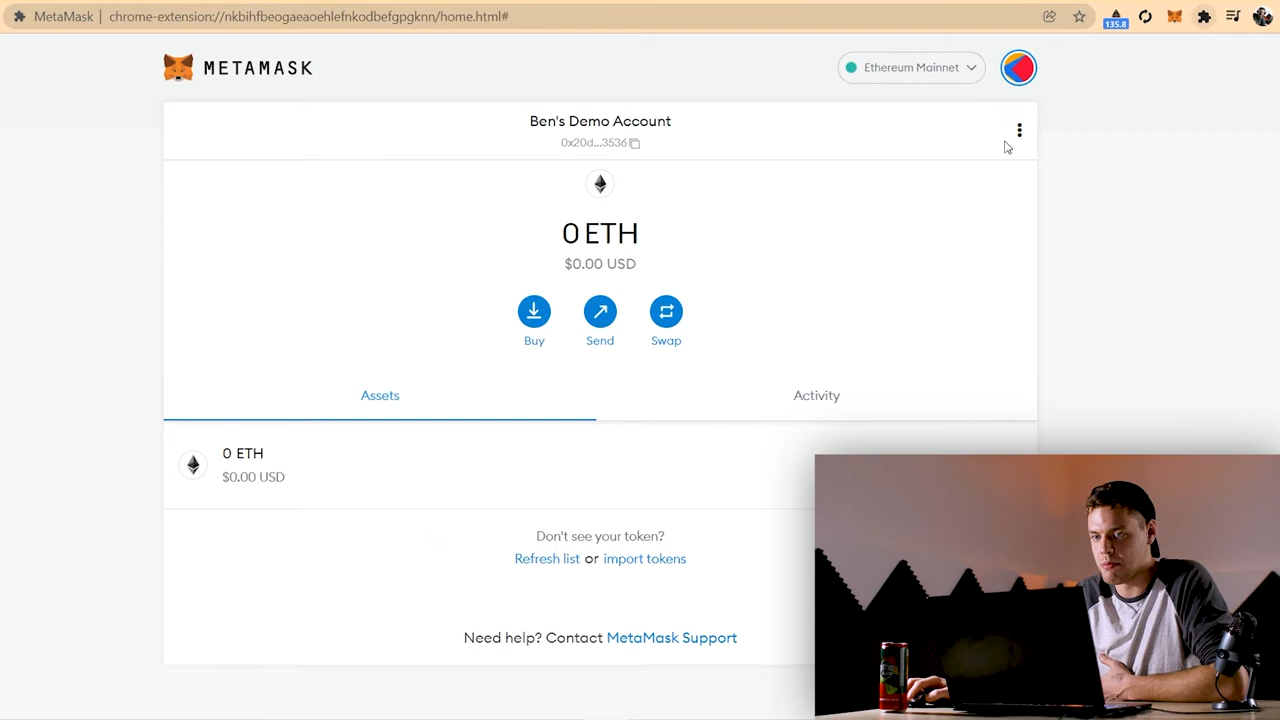 MetaMask | chrome-extension://nkbihfbeogaeaoehlefnkodbefgpgknn/home.html#
135.8
METAMASK
Ethereum Mainnet
Ben's Demo Account
0x20d...3536
0 ETH
$0.00 USD
Buy Send Swap
Assets Activity
0 ETH
$0.00 USD
Don't see your token?
Refresh list or import tokens
Need help? Contact MetaMask Support